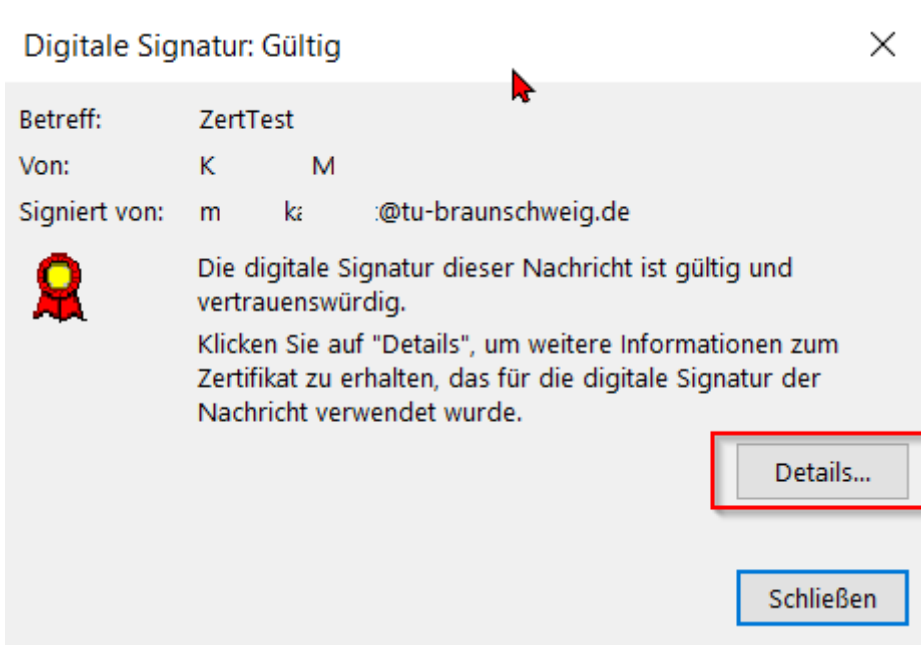 Digitale Signatur: Gültig
Betreff: ZertTest
Von: K M
Signiert von: m ka :@tu-braunschweig.de
Die digitale Signatur dieser Nachricht ist gültig und
vertrauenswürdig.
Klicken Sie auf "Details", um weitere Informationen zum
Zertifikat zu erhalten, das für die digitale Signatur der
Nachricht verwendet wurde.
Details...
Schließen